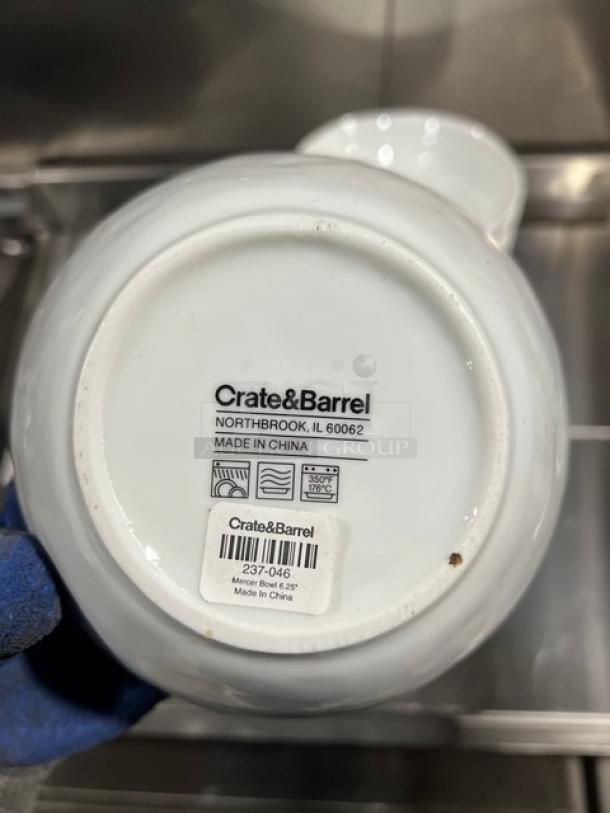 Crate&Barrel
NORTHBROOK, IL 60062
MADE IN CHINA
350°F
176°C
Crate&Barrel
237-046
Mercer Bowl 6.25"
Made In China
GROUP